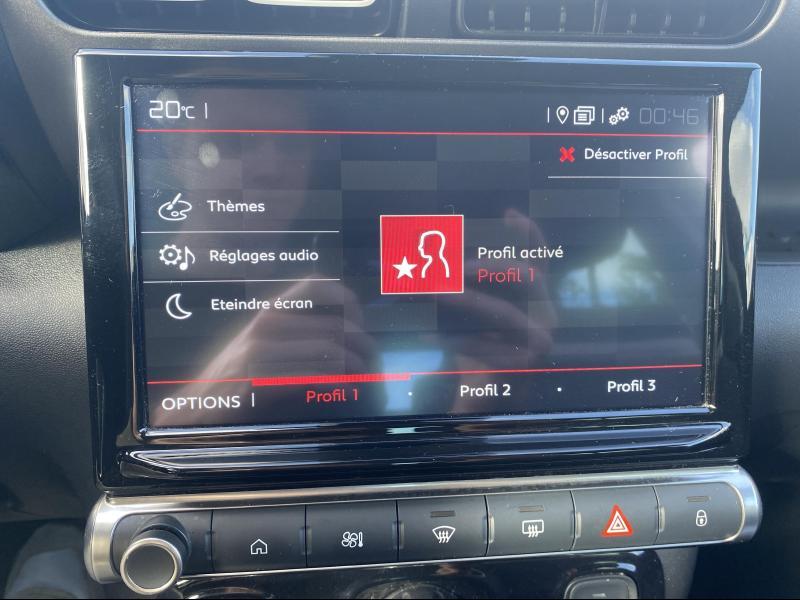 20°C
00:46
Désactiver Profil
Thèmes
Réglages audio
Eteindre écran
Profil activé
Profil 1
OPTIONS
Profil 1
Profil 2
Profil 3